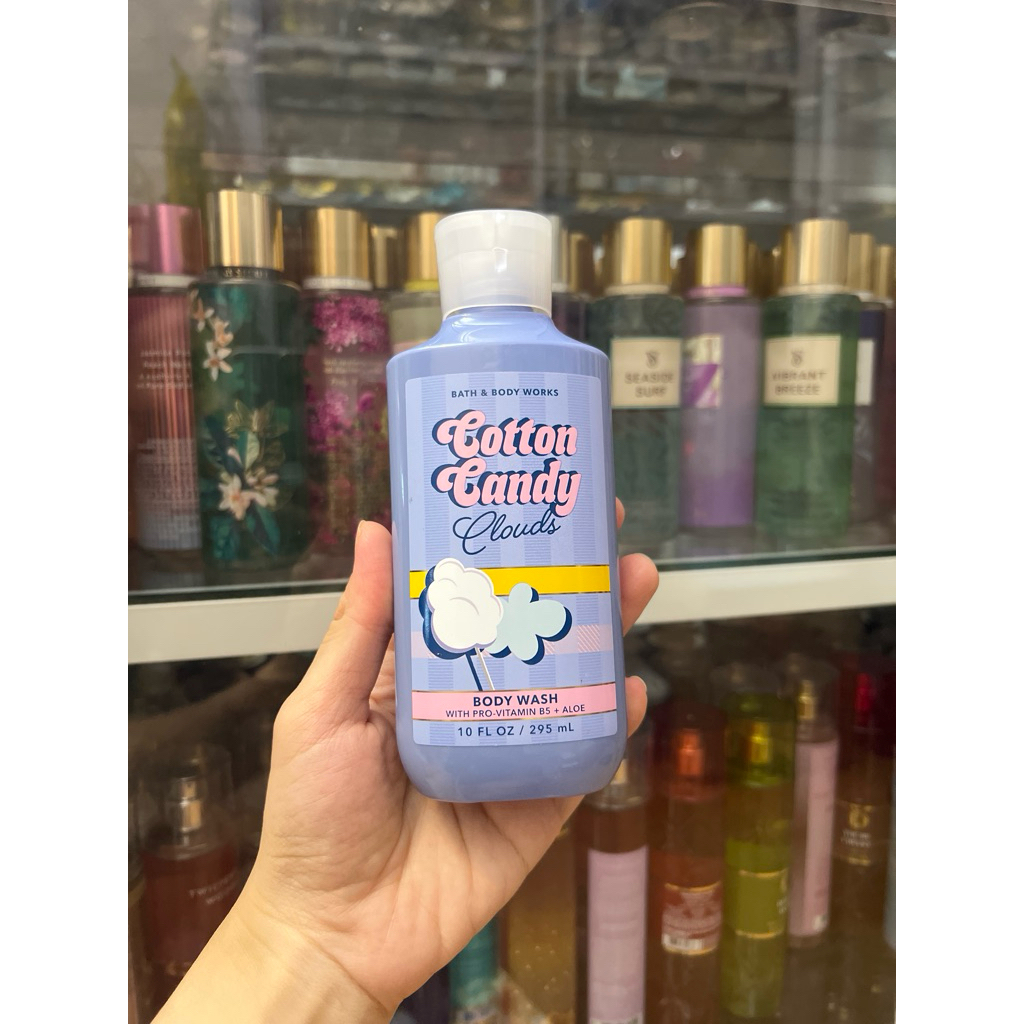 BATH & BODY WORKS
Cotton
Candy
Clouds
BODY WASH
WITH PRO-VITAMIN B5 + ALOE
10 FL OZ / 295 mL
SEASIDE
SURF
VIBRANT
BREEZE